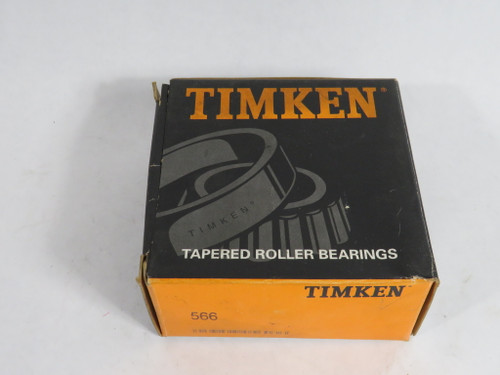 TIMKEN®
TIMKEN
TAPERED ROLLER BEARINGS
TIMKEN
566